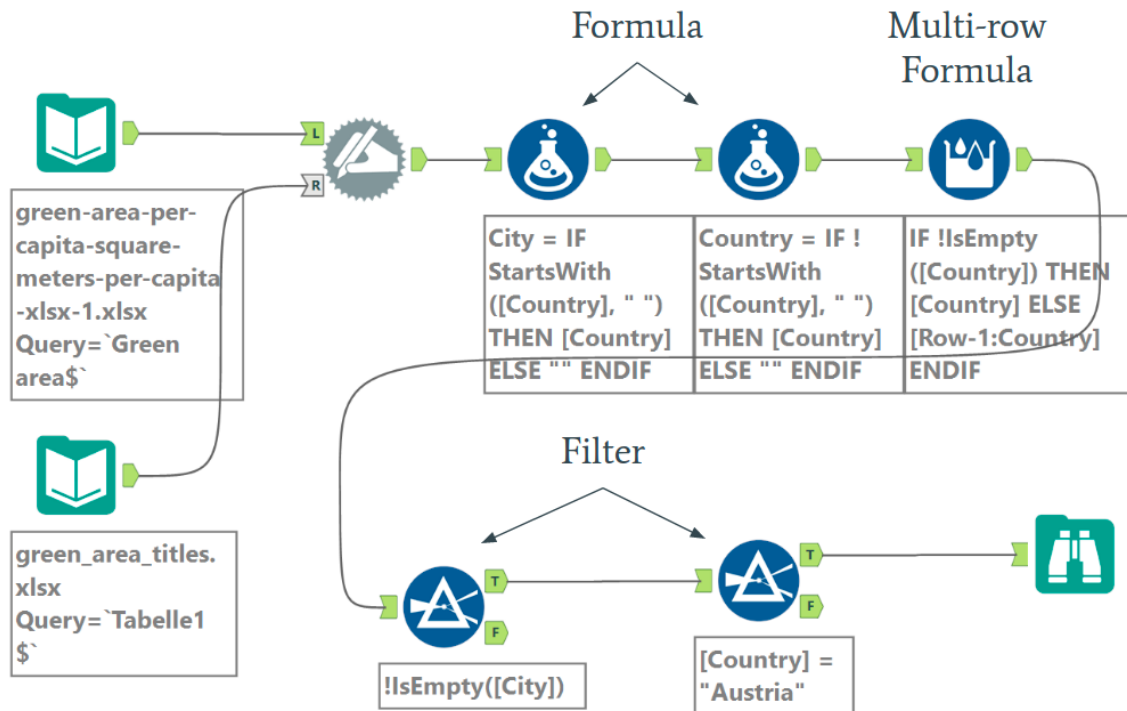 Formula
Multi-row
Formula
L
R
green-area-per-
capita-square-
meters-per-capita
-xlsx-1.xlsx
Query=`Green
area$`
City = IF
StartsWith
([Country], " ")
THEN [Country]
ELSE "" ENDIF
Country = IF !
StartsWith
([Country], " ")
THEN [Country]
ELSE "" ENDIF
IF !IsEmpty
([Country]) THEN
[Country] ELSE
[Row-1:Country]
ENDIF
Filter
green_area_titles.
xlsx
Query=`Tabelle1
$`
T
F
T
F
!IsEmpty([City])
[Country] =
"Austria"